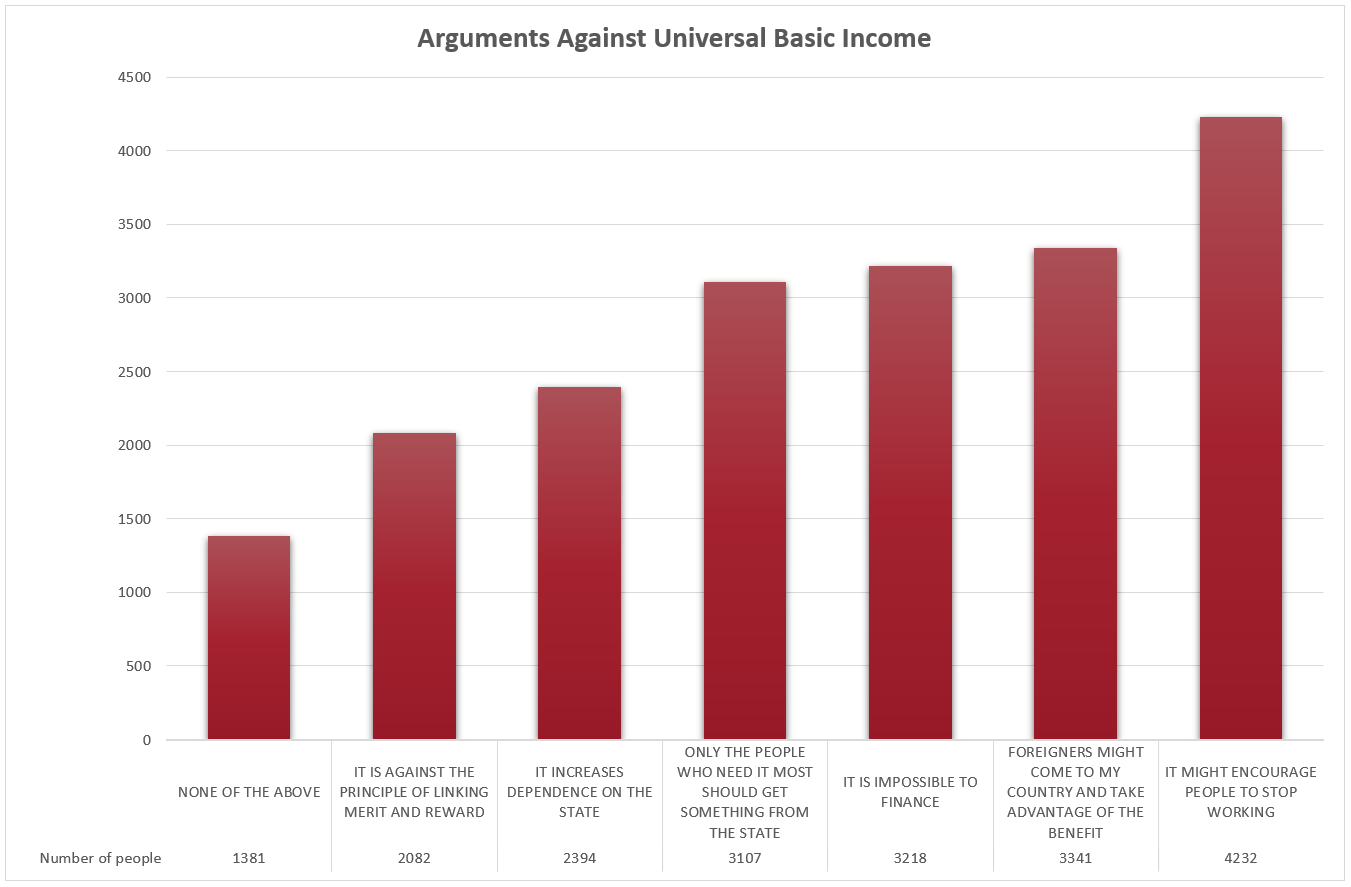 Arguments Against Universal Basic Income
4500
4000
3500
3000
2500
2000
1500
1000
500
0
NONE OF THE ABOVE
IT IS AGAINST THE
PRINCIPLE OF LINKING
MERIT AND REWARD
IT INCREASES
DEPENDENCE ON THE
STATE
ONLY THE PEOPLE
WHO NEED IT MOST
SHOULD GET
SOMETHING FROM
THE STATE
IT IS IMPOSSIBLE TO
FINANCE
FOREIGNERS MIGHT
COME TO MY
COUNTRY AND TAKE
ADVANTAGE OF THE
BENEFIT
IT MIGHT ENCOURAGE
PEOPLE TO STOP
WORKING
Number of people 1381 2082 2394 3107 3218 3341 4232